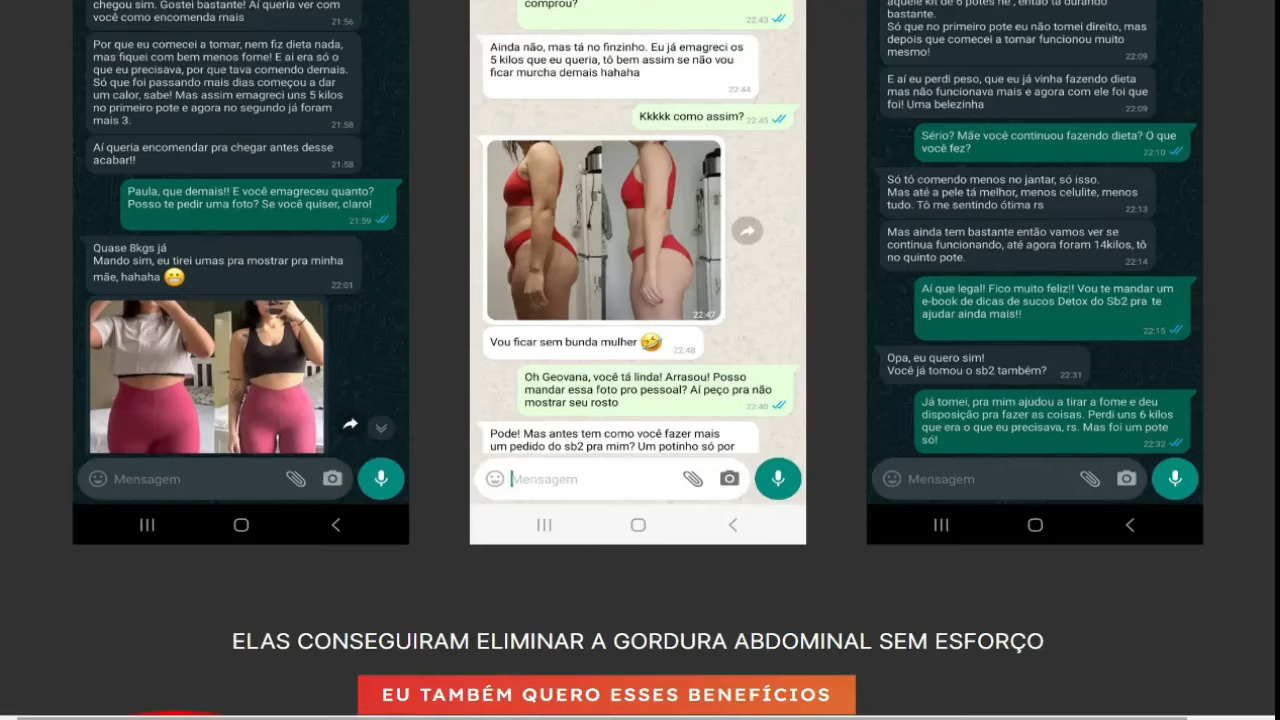 chegou sim. Gostei bastante! Aí queria ver com
você como encomenda mais
21:56
Por que eu comecei a tomar, nem fiz dieta nada,
mas fiquei com bem menos fome! E aí era só o
que eu precisava, por que tava comendo demais.
Só que foi passando mais dias começou a dar
um calor, sabe! Mas assim emagreci uns 5 kilos
no primeiro pote e agora no segundo já foram
mais 3.
21:58
Aí queria encomendar pra chegar antes desse
acabar!!
21:58
Paula, que demais!! E você emagreceu quanto?
Posso te pedir uma foto? Se você quiser, claro!
21:59
Quase 8kgs já
Mando sim, eu tirei umas pra mostrar pra minha
mãe, hahaha
22:01
Mensagem
comprou?
22:43
Ainda não, mas tá no finzinho. Eu já emagreci os
5 kilos que eu queria, tô bem assim se não vou
ficar murcha demais hahaha
22:44
Kkkkk como assim?
22:45
22:47
Vou ficar sem bunda mulher
22:48
Oh Geovana, você tá linda! Arrasou! Posso
mandar essa foto pro pessoal? Aí peço pra não
mostrar seu rosto
22:48
Pode! Mas antes tem como você fazer mais
um pedido do sb2 pra mim? Um potinho só por
Mensagem
aquele kit de 6 potes né, então tá durando
bastante.
Só que no primeiro pote eu não tomei direito, mas
depois que comecei a tomar funcionou muito
mesmo!
22:09
E aí eu perdi peso, que eu já vinha fazendo dieta
mas não funcionava mais e agora com ele foi que
foi! Uma belezinha
22:09
Sério? Mãe você continuou fazendo dieta? O que
você fez?
22:10
Só tô comendo menos no jantar, só isso.
Mas até a pele tá melhor, menos celulite, menos
tudo. Tô me sentindo ótima rs
22:13
Mas ainda tem bastante então vamos ver se
continua funcionando, até agora foram 14kilos, tô
no quinto pote.
22:14
Aí que legal! Fico muito feliz!! Vou te mandar um
e-book de dicas de sucos Detox do Sb2 pra te
ajudar ainda mais!!
22:15
Opa, eu quero sim!
Você já tomou o sb2 também?
22:31
Já tomei, pra mim ajudou a tirar a fome e deu
disposição pra fazer as coisas. Perdi uns 6 kilos
que era o que eu precisava, rs. Mas foi um pote
só!
22:32
Mensagem
ELAS CONSEGUIRAM ELIMINAR A GORDURA ABDOMINAL SEM ESFORÇO
EU TAMBÉM QUERO ESSES BENEFÍCIOS